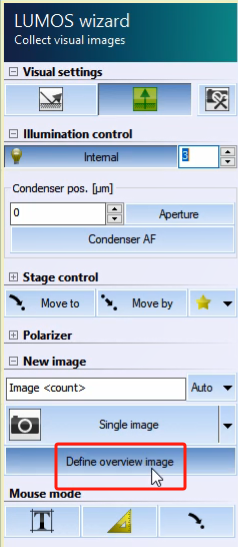 LUMOS wizard
Collect visual images
Visual settings
Illumination control
Internal 3
Condenser pos. [µm]
0 Aperture
Condenser AF
Stage control
Move to Move by
Polarizer
New image
Image <count> Auto
Single image
Define overview image
Mouse mode
T